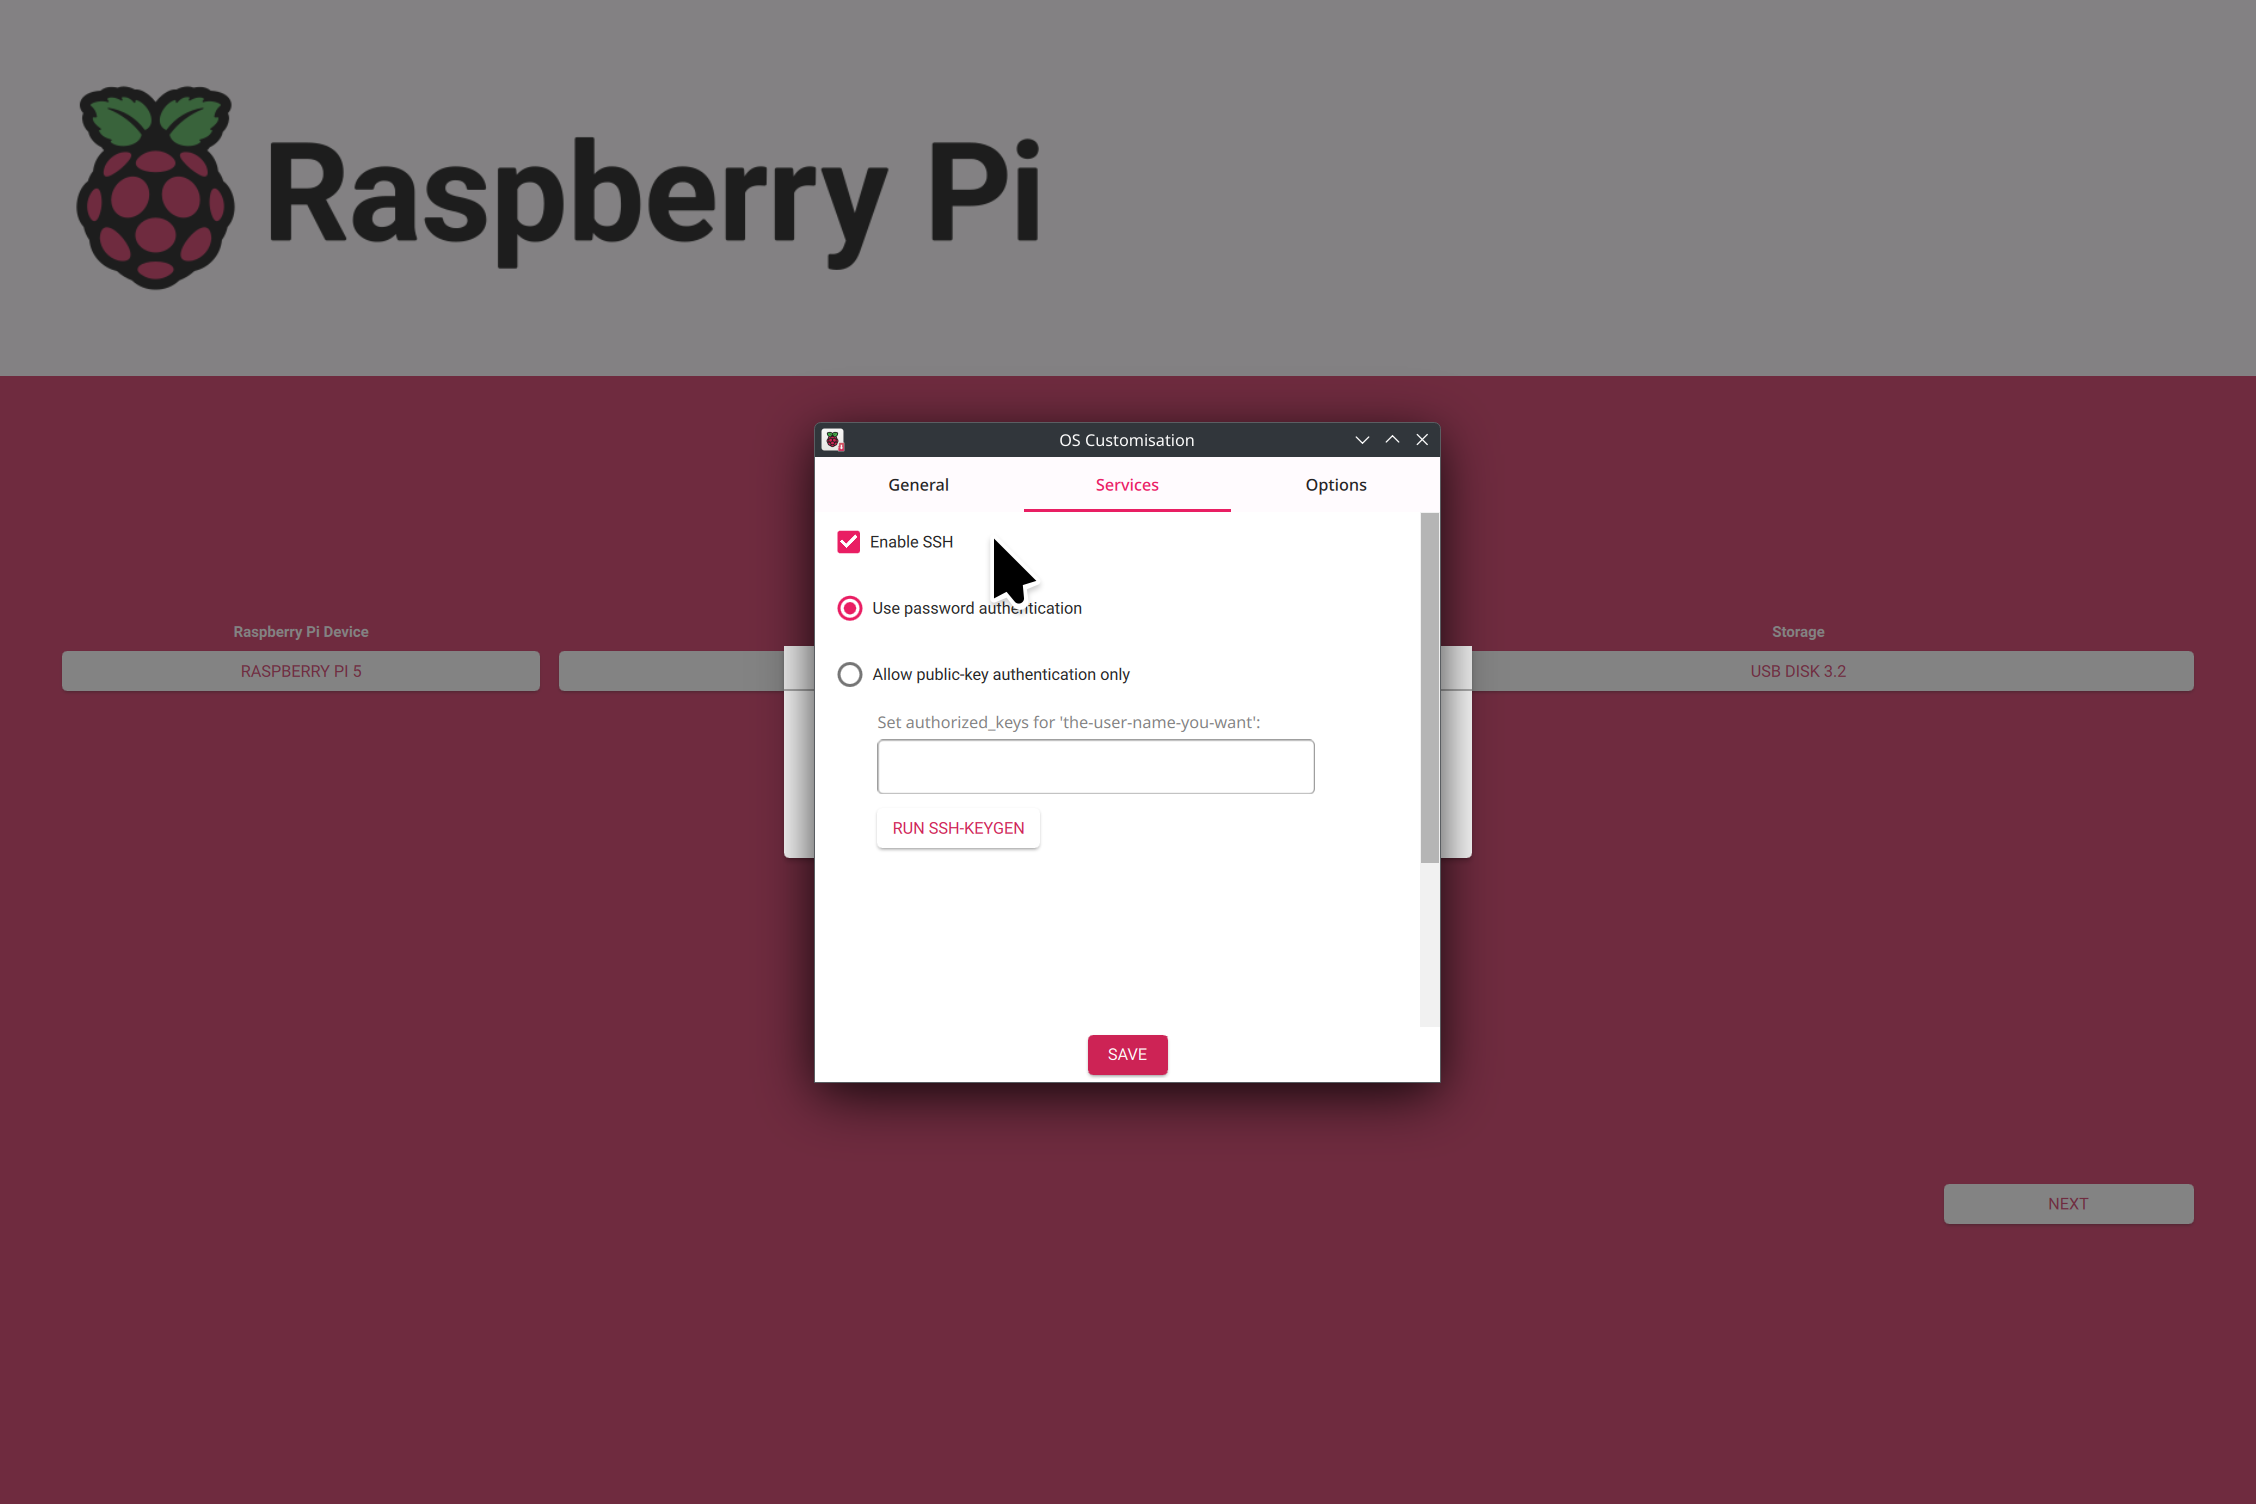 Raspberry Pi
OS Customisation
General
Services
Options
Enable SSH
Use password authentication
Allow public-key authentication only
Set authorized_keys for 'the-user-name-you-want':
RUN SSH-KEYGEN
SAVE
Raspberry Pi Device
RASPBERRY PI 5
Storage
USB DISK 3.2
NEXT